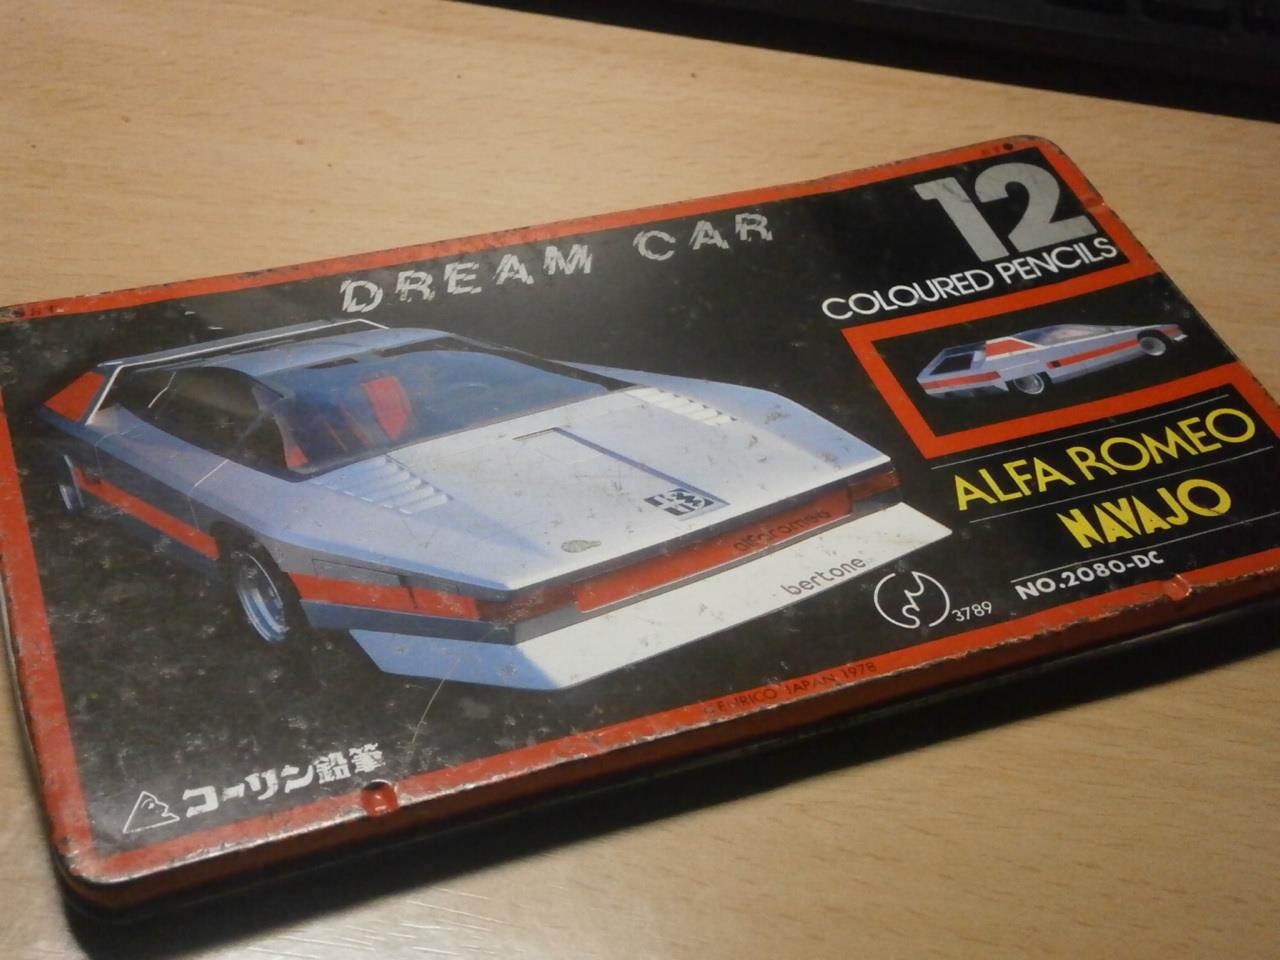 DREAM CAR
12
COLOURED PENCILS
ALFA ROMEO
NAVAJO
NO.2080-DC
alfaromeo
bertone
3789
© ENRICO JAPAN 1978
コーリン鉛筆